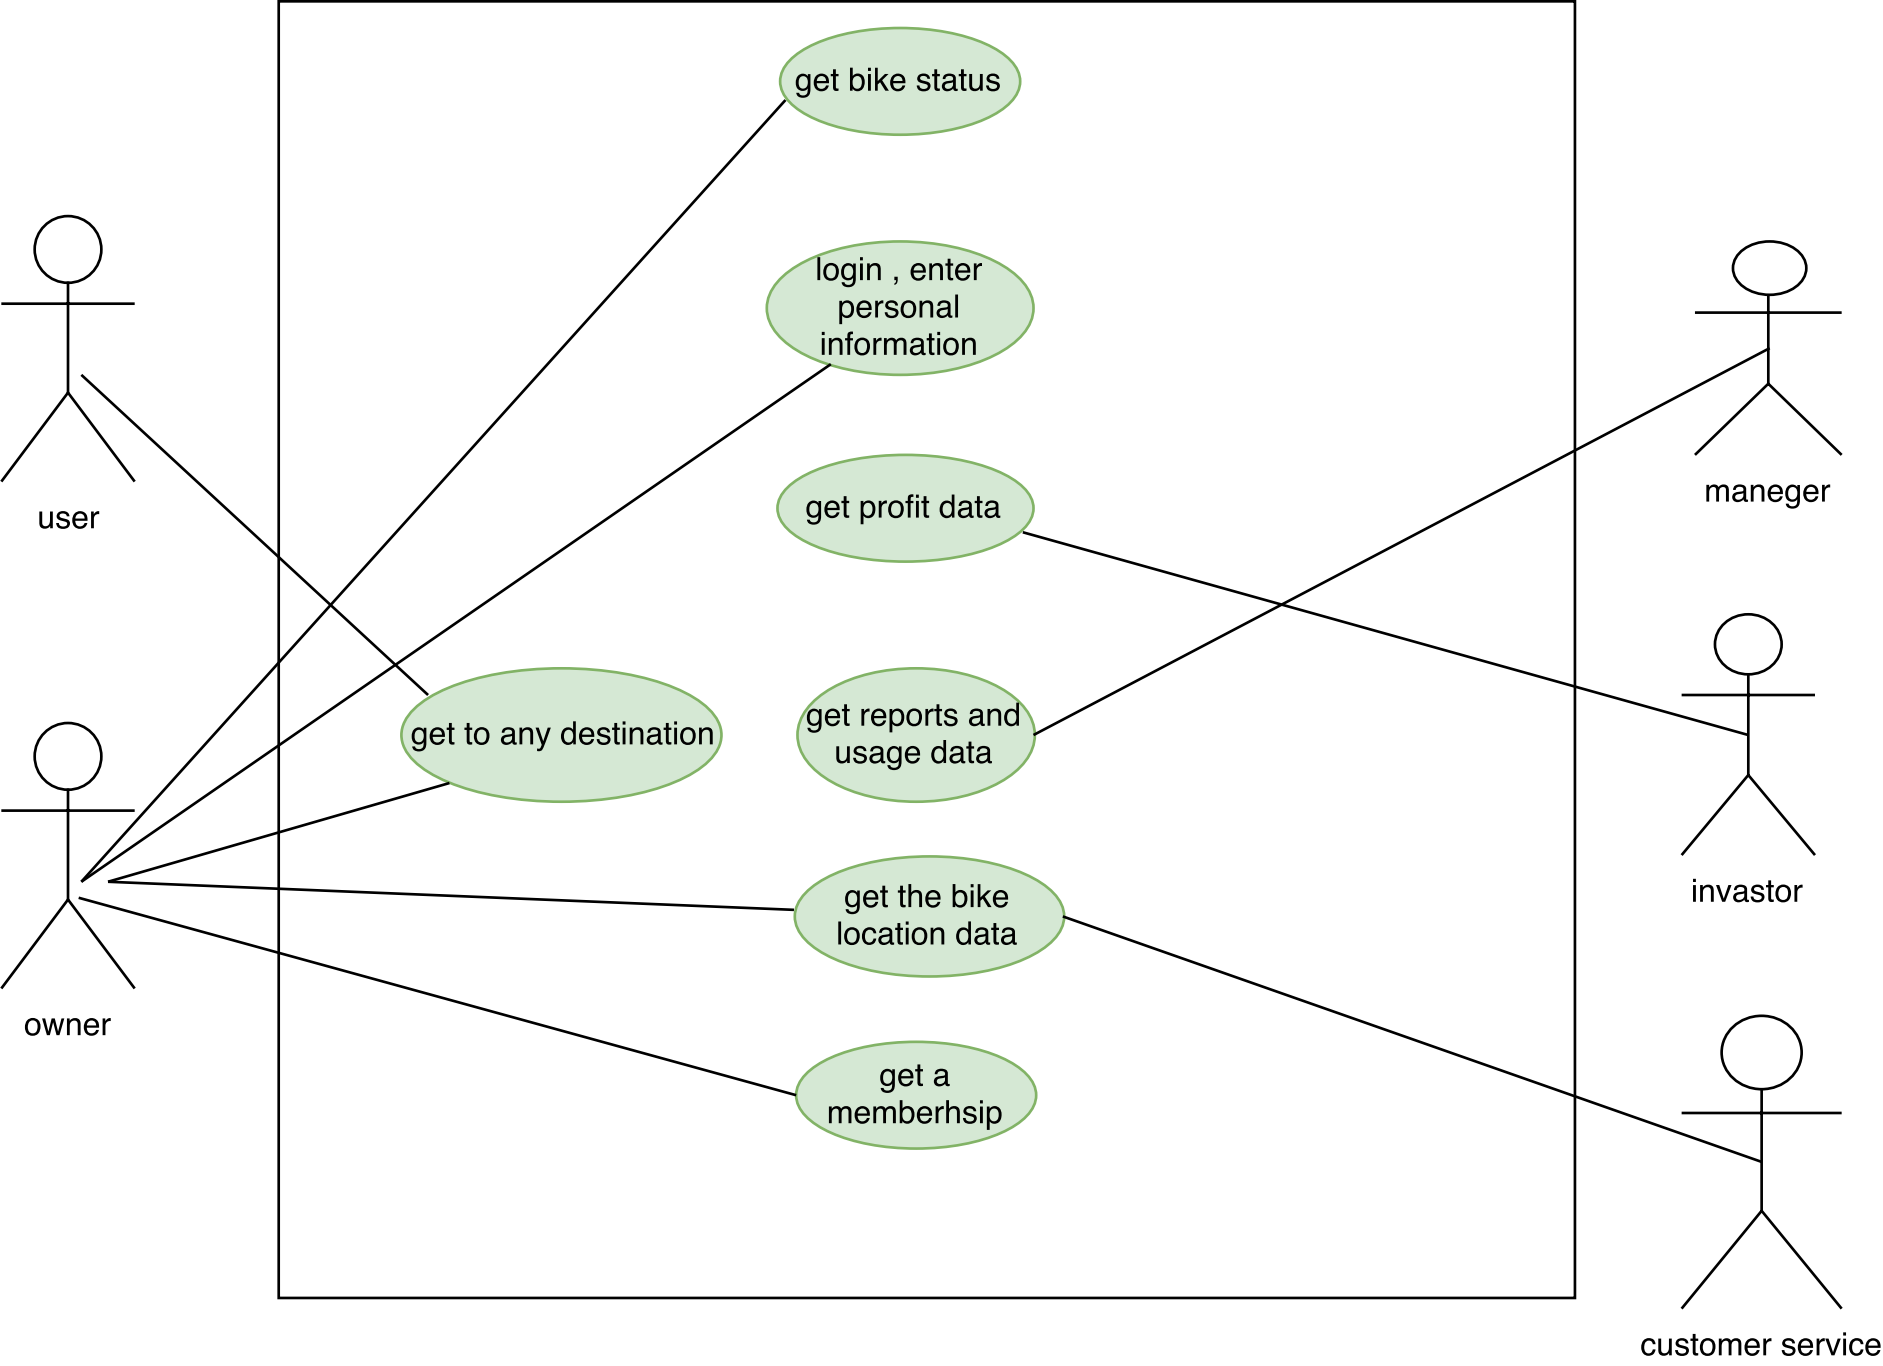 get bike status
login , enter
personal
information
get profit data
maneger
user
get to any destination
get reports and
usage data
invastor
get the bike
location data
owner
get a
memberhsip
customer service